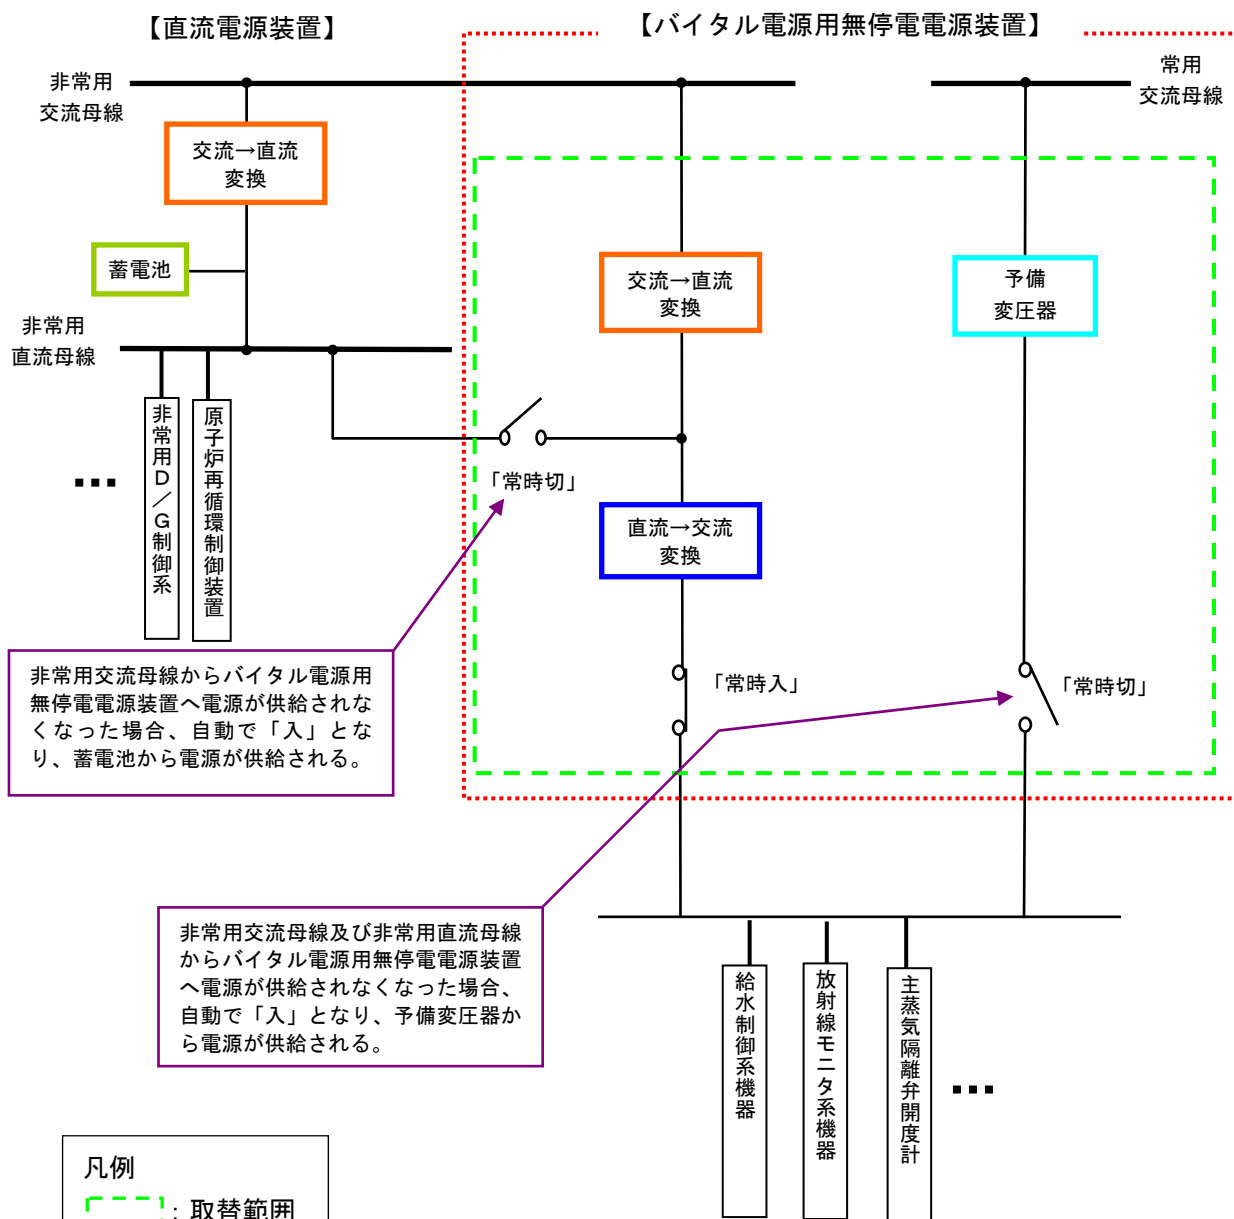 【直流電源装置】
【バイタル電源用無停電電源装置】
非常用
交流母線
常用
交流母線
交流→直流
変換
蓄電池
交流→直流
変換
予備
変圧器
非常用
直流母線
非常用D/G制御系
原子炉再循環制御装置
…
「常時切」
直流→交流
変換
「常時入」
「常時切」
非常用交流母線からバイタル電源用
無停電電源装置へ電源が供給されな
くなった場合、自動で「入」とな
り、蓄電池から電源が供給される。
非常用交流母線及び非常用直流母線
からバイタル電源用無停電電源装置
へ電源が供給されなくなった場合、
自動で「入」となり、予備変圧器か
ら電源が供給される。
給水制御系機器
放射線モニタ系機器
主蒸気隔離弁開度計
…
凡例
：取替範囲